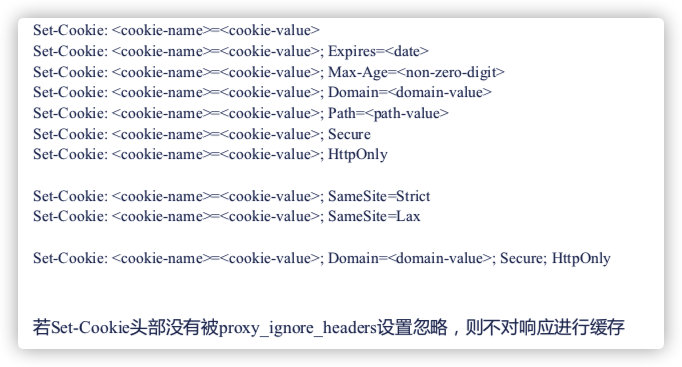 Set-Cookie: <cookie-name>=<cookie-value>
Set-Cookie: <cookie-name>=<cookie-value>; Expires=<date>
Set-Cookie: <cookie-name>=<cookie-value>; Max-Age=<non-zero-digit>
Set-Cookie: <cookie-name>=<cookie-value>; Domain=<domain-value>
Set-Cookie: <cookie-name>=<cookie-value>; Path=<path-value>
Set-Cookie: <cookie-name>=<cookie-value>; Secure
Set-Cookie: <cookie-name>=<cookie-value>; HttpOnly
Set-Cookie: <cookie-name>=<cookie-value>; SameSite=Strict
Set-Cookie: <cookie-name>=<cookie-value>; SameSite=Lax
Set-Cookie: <cookie-name>=<cookie-value>; Domain=<domain-value>; Secure; HttpOnly
若Set-Cookie头部没有被proxy_ignore_headers设置忽略，则不对响应进行缓存